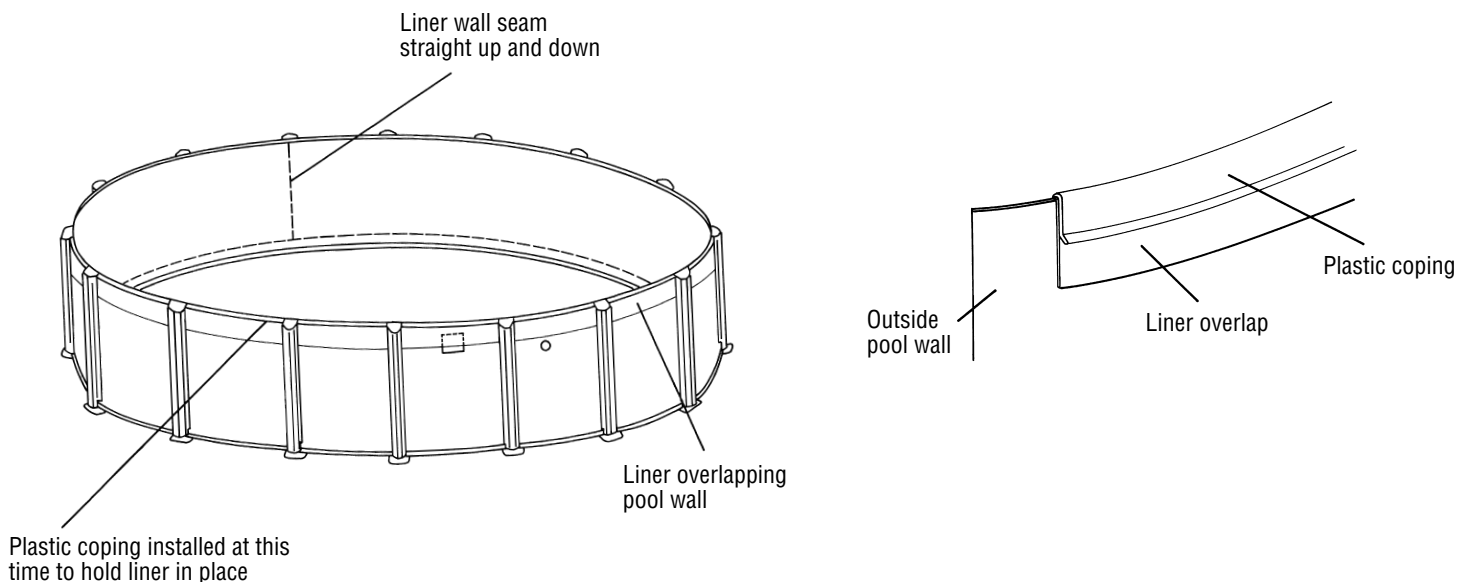 Liner wall seam
straight up and down
Plastic coping
Outside
pool wall
Liner overlap
Liner overlapping
pool wall
Plastic coping installed at this
time to hold liner in place